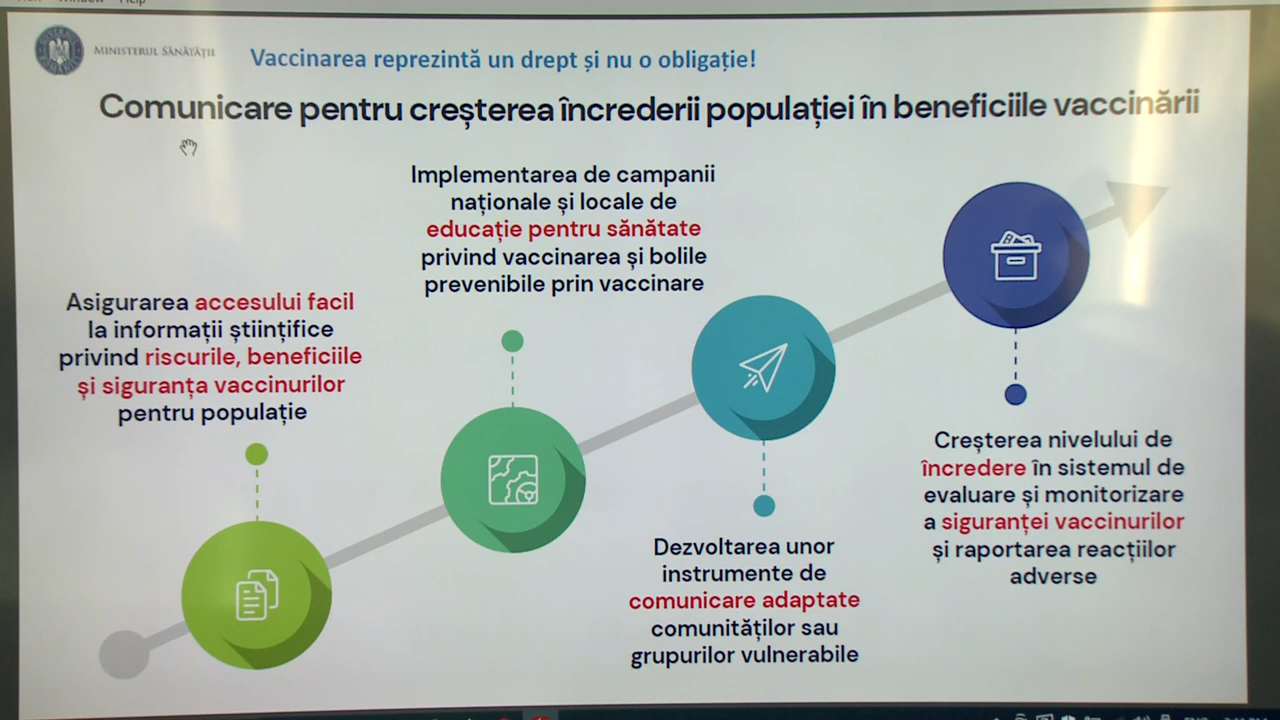 MINISTERUL SĂNĂTĂȚII
Vaccinarea reprezintă un drept și nu o obligație!
Comunicare pentru creșterea încrederii populației în beneficiile vaccinării
Asigurarea accesului facil
la informații științifice
privind riscurile, beneficiile
și siguranța vaccinurilor
pentru populație
Implementarea de campanii
naționale și locale de
educație pentru sănătate
privind vaccinarea și bolile
prevenibile prin vaccinare
Dezvoltarea unor
instrumente de
comunicare adaptate
comunităților sau
grupurilor vulnerabile
Creșterea nivelului de
încredere în sistemul de
evaluare și monitorizare
a siguranței vaccinurilor
și raportarea reacțiilor
adverse